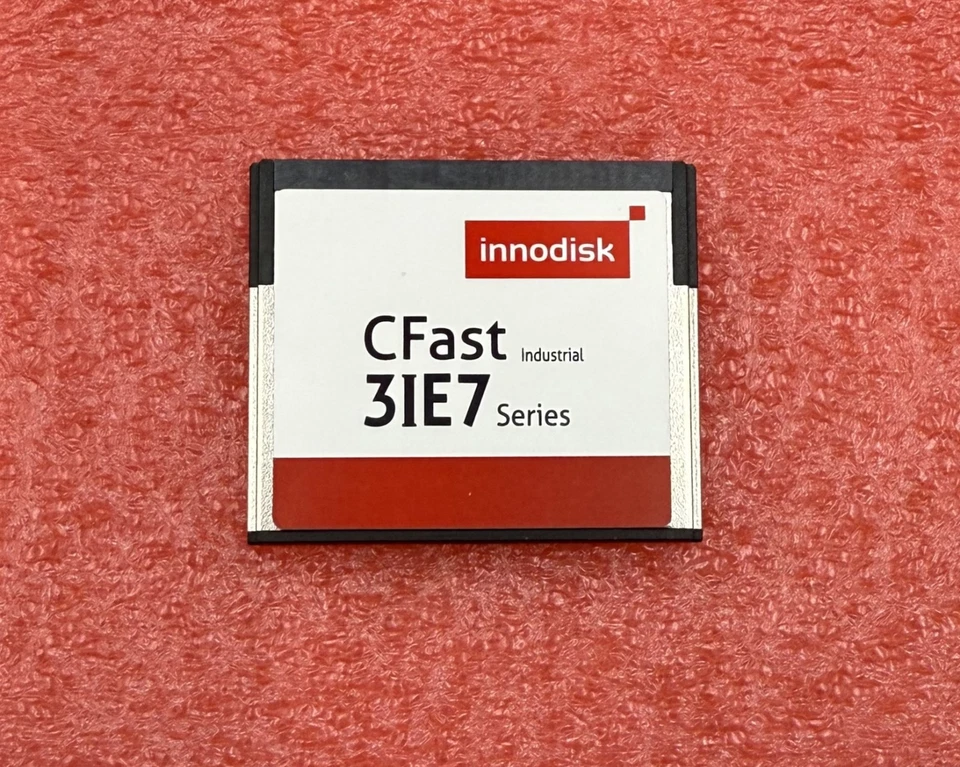 innodisk
CFast Industrial
3IE7 Series